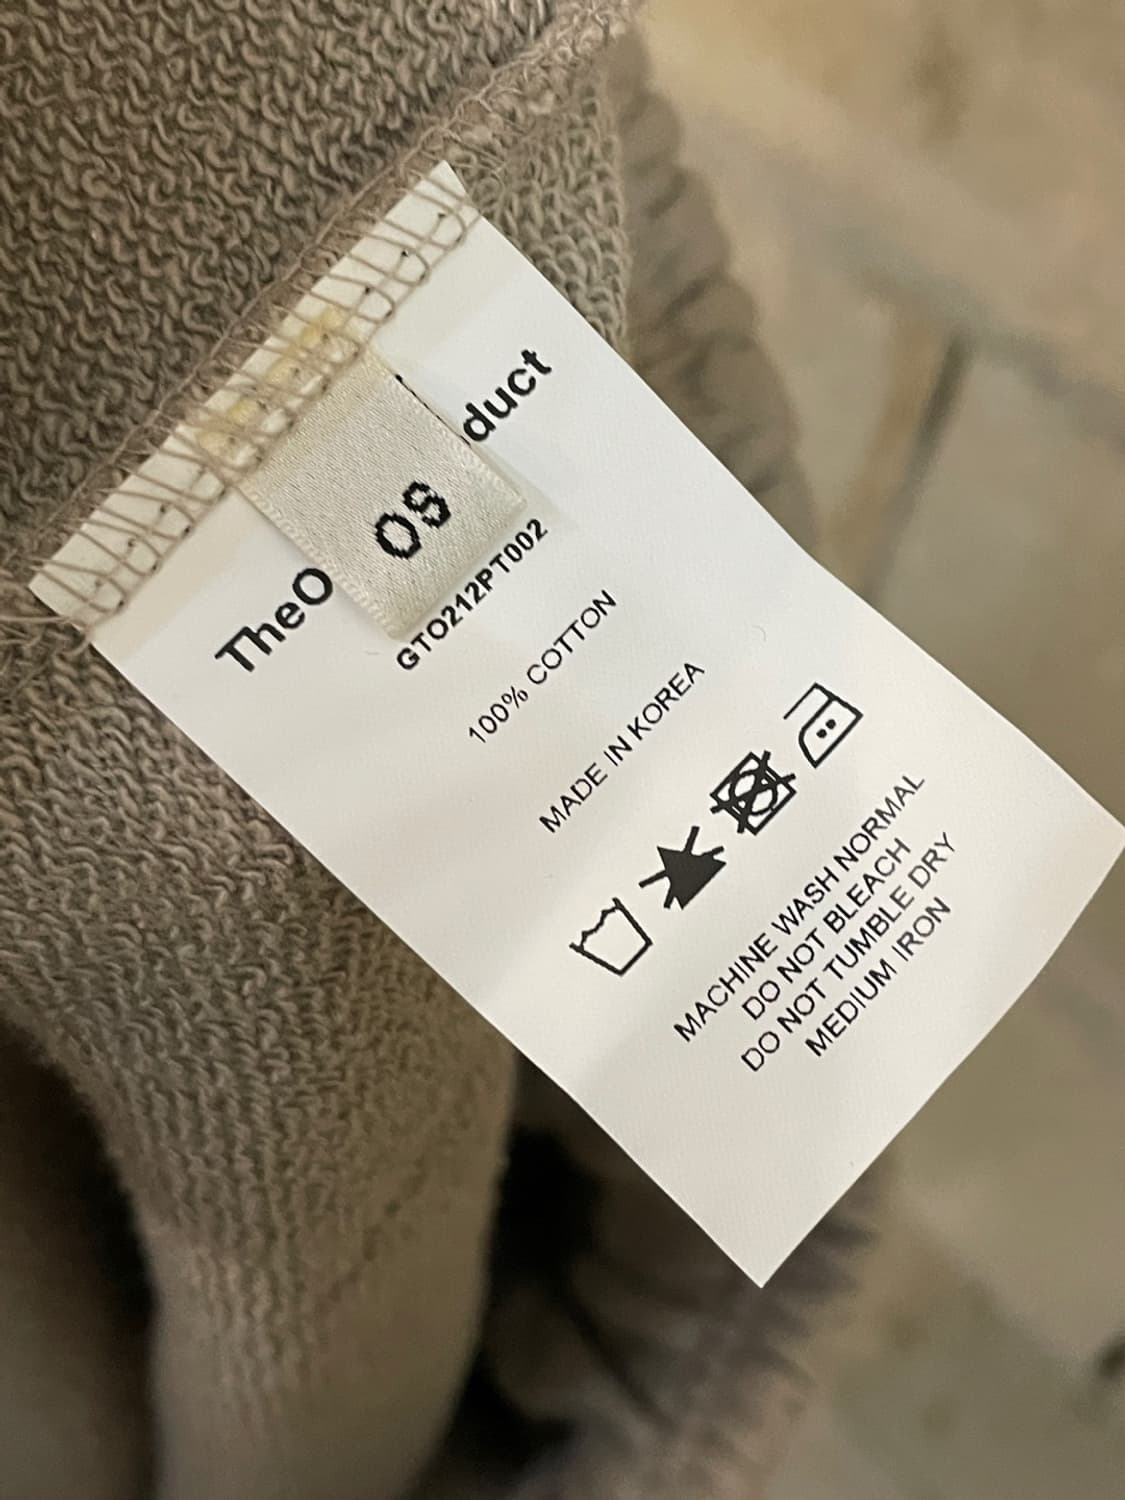 TheO duct
OS
GTO212PT002
100% COTTON
MADE IN KOREA
MACHINE WASH NORMAL
DO NOT BLEACH
DO NOT TUMBLE DRY
MEDIUM IRON